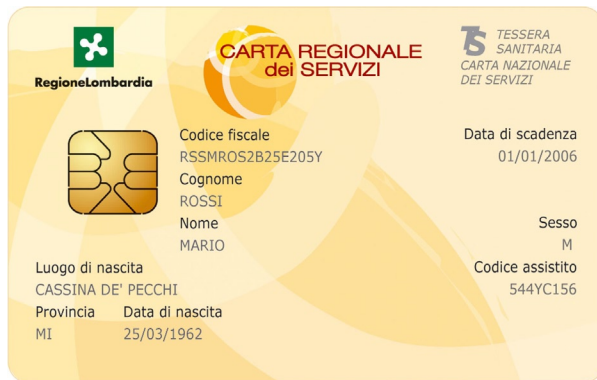 RegioneLombardia
CARTA REGIONALE
dei SERVIZI
TS TESSERA
SANITARIA
CARTA NAZIONALE
DEI SERVIZI
Codice fiscale
RSSMROS2B25E205Y
Cognome
ROSSI
Nome
MARIO
Data di scadenza
01/01/2006
Sesso
M
Codice assistito
544YC156
Luogo di nascita
CASSINA DE' PECCHI
Provincia Data di nascita
MI 25/03/1962